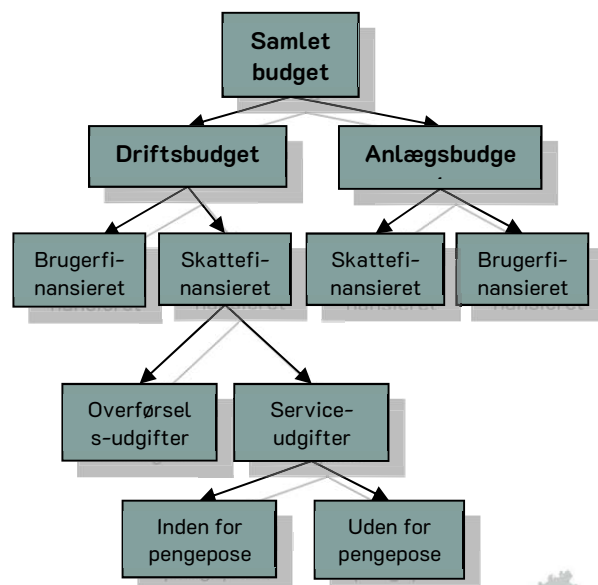 Samlet
budget
Driftsbudget
Anlægsbudge
Brugerfi-
nansieret
Skattefi-
nansieret
Skattefi-
nansieret
Brugerfi-
nansieret
Overførsel
s-udgifter
Service-
udgifter
Inden for
pengepose
Uden for
pengepose